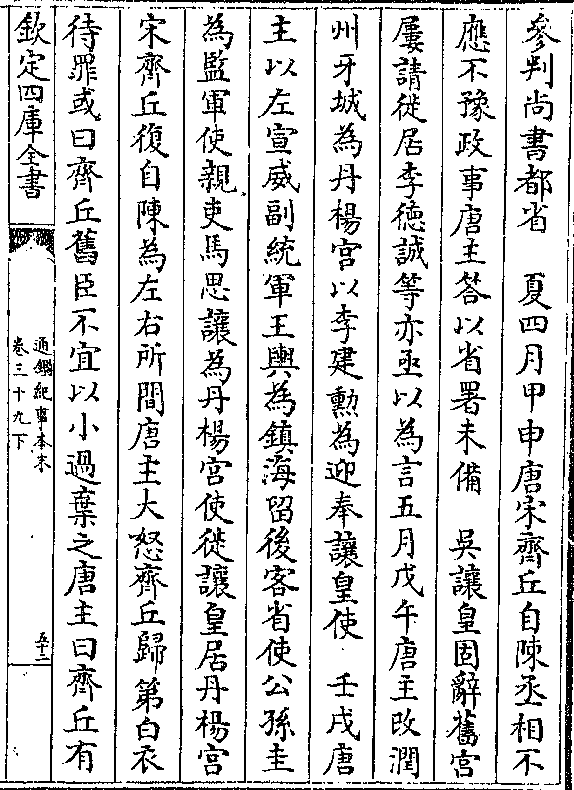 參判尚書都省　夏四月甲申唐宋齊丘自陳丞相不
應不豫政事唐主答以省署未備　吳讓皇固辭舊宮
屢請徙居李德誠等亦亟以為言五月戊午唐主改潤
州牙城為丹楊宮以李建勲為迎奉讓皇使　壬戌唐
主以左宣威副統軍王輿為鎮海留後客省使公孫圭
為監軍使親吏馬思讓為丹楊宮使徙讓皇居丹楊宮
宋齊丘復自陳為左右所間唐主大怒齊丘歸第白衣
待罪或曰齊丘舊臣不宜以小過棄之唐主曰齊丘有
欽定四庫全書
通鑑紀事本末
卷三十九下
五十二